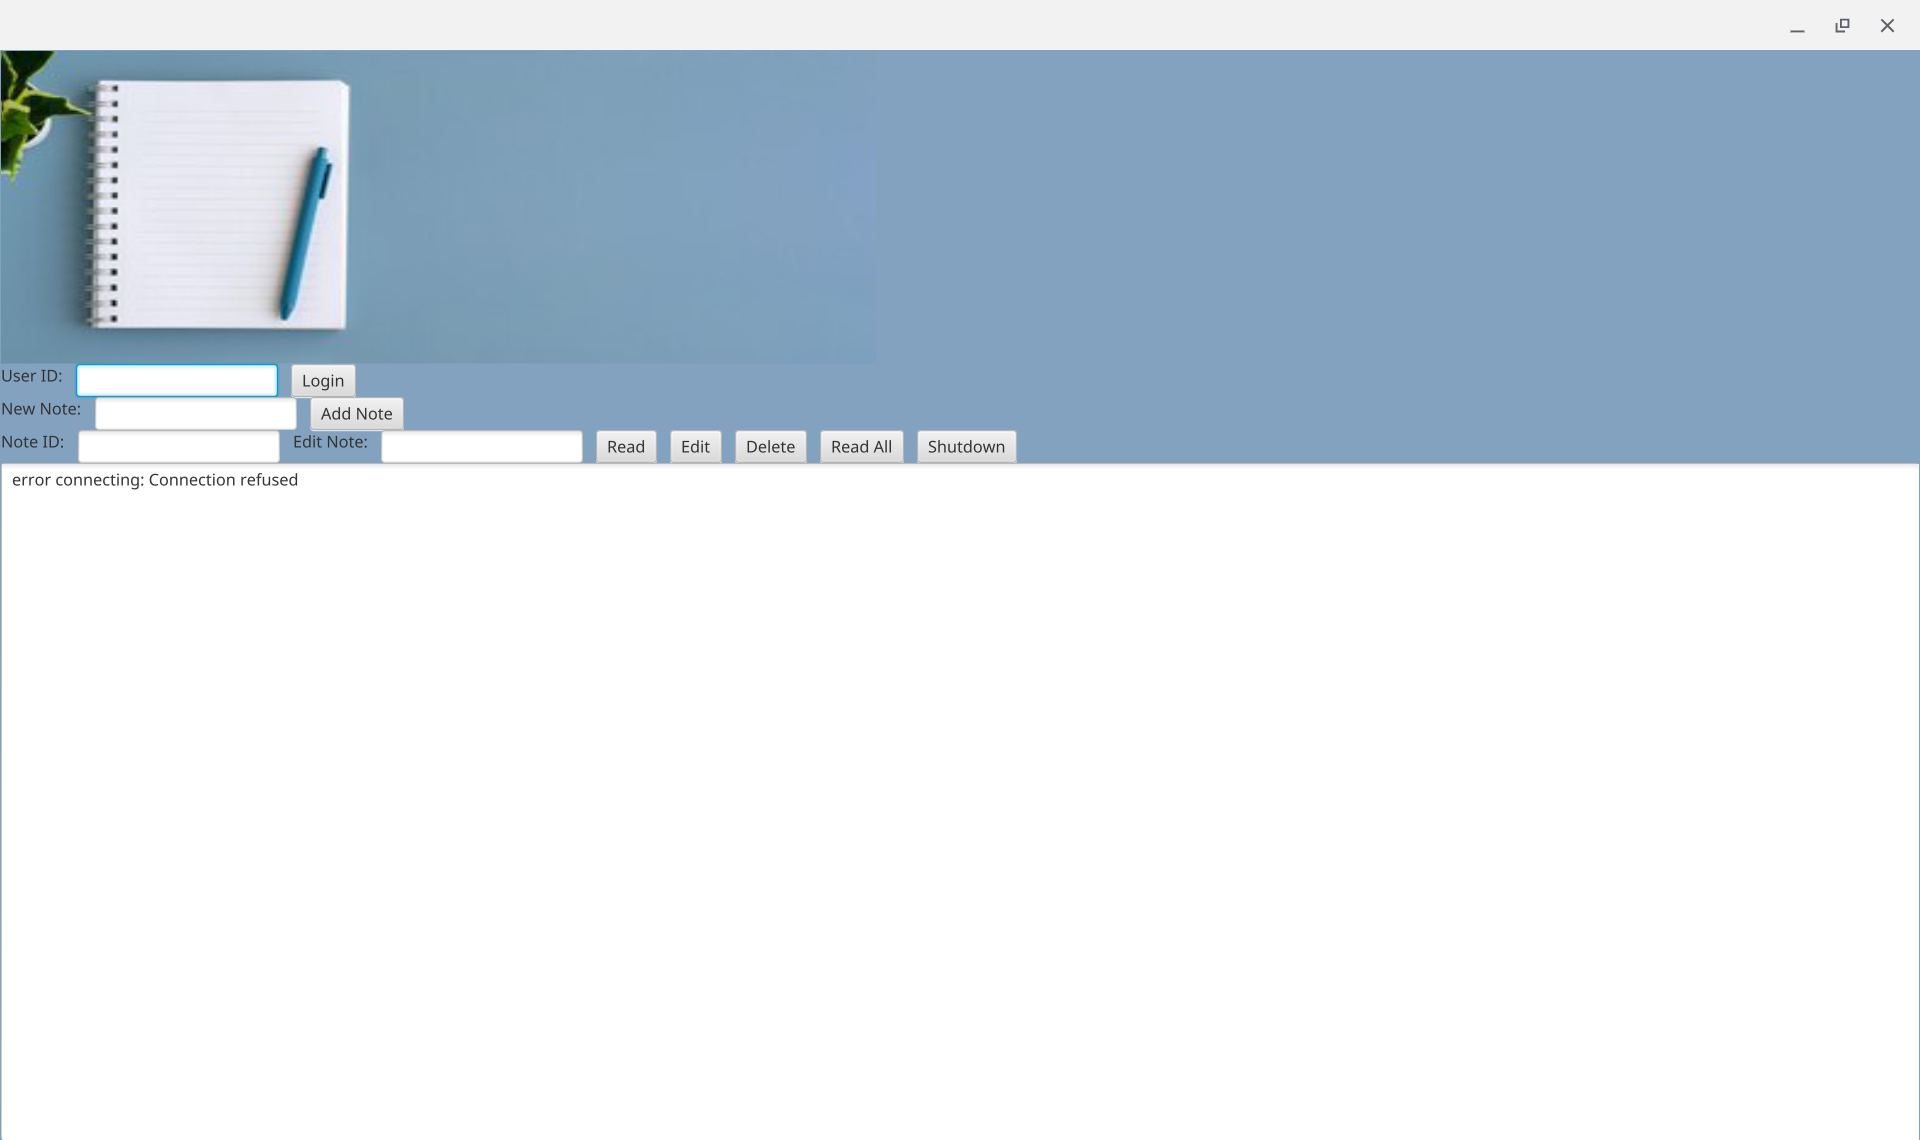 User ID: Login
New Note: Add Note
Note ID: Edit Note: Read Edit Delete Read All Shutdown
error connecting: Connection refused